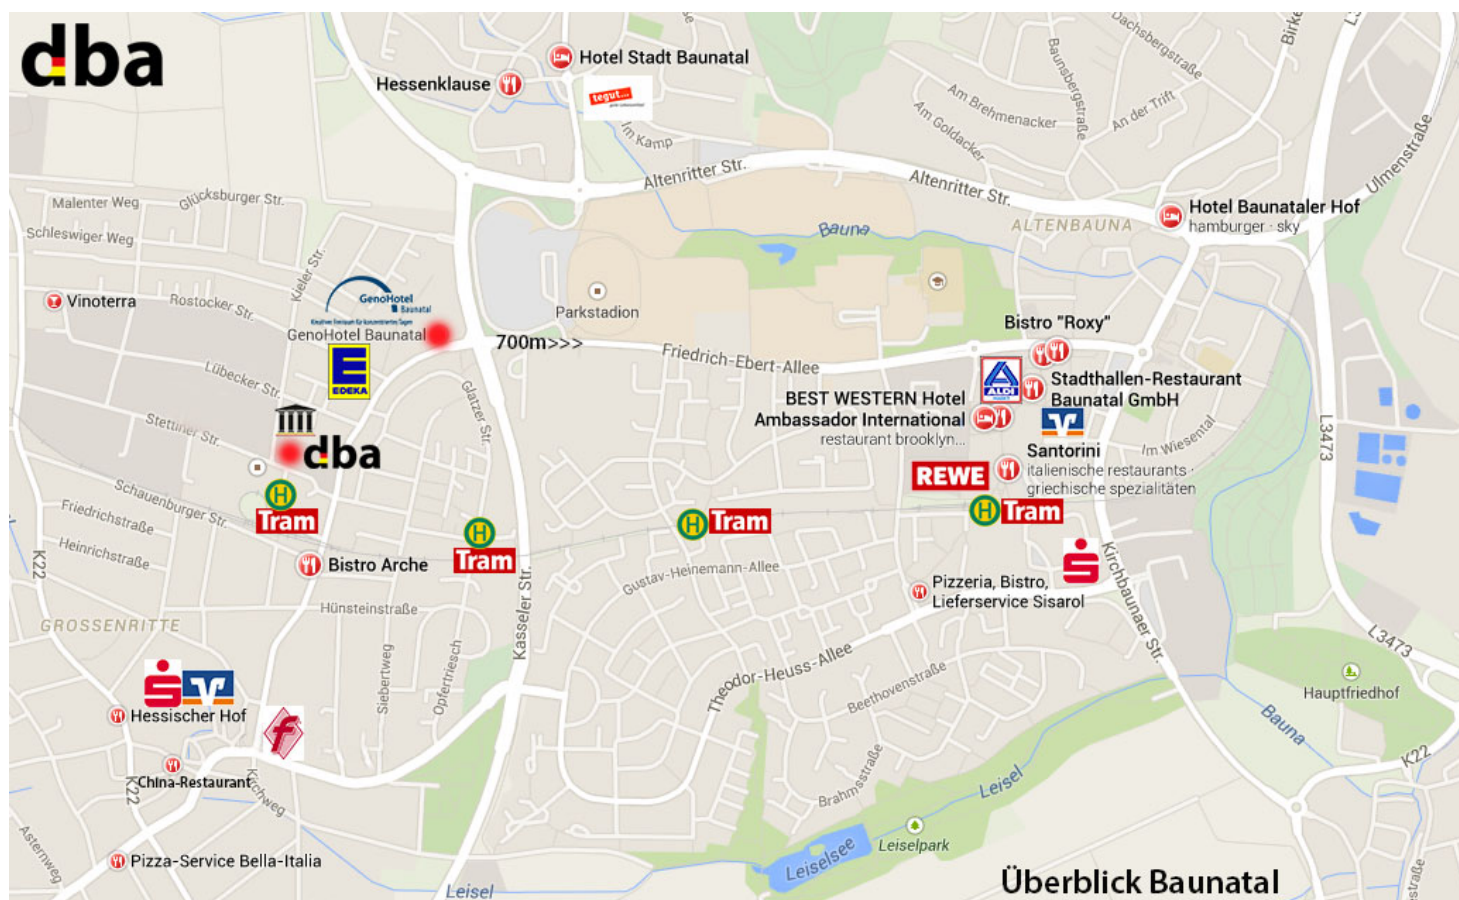 dba
Hotel Stadt Baunatal
Hessenklause
tegut...
Im Kamp
Altenritter Str.
Altenritter Str.
Am Brehmenacker
Am Goldacker
Baunsbergstraße
Dachsbergstraße
An der Trift
Birke
L3
Ulmenstraße
Malenter Weg
Glücksburger Str.
Schleswiger Weg
Kieler Str.
Bauna
ALTENBAUNA
Hotel Baunataler Hof
hamburger · sky
Vinoterra
Rostocker Str.
GenoHotel
Baunatal
GenoHotel Baunatal
Parkstadion
700m>>>
Friedrich-Ebert-Allee
Bistro "Roxy"
EDEKA
Lübecker Str.
Glatzer Str.
ALDI
MARKT
Stadthallen-Restaurant
Baunatal GmbH
BEST WESTERN Hotel
Ambassador International
restaurant brooklyn...
Stettiner Str.
dba
Santorini
italienische restaurants ·
griechische spezialitäten
Im Wiesental
L3473
REWE
Schauenburger Str.
Friedrichstraße
Heinrichstraße
K22
H
Tram
H
Tram
H
Tram
H
Tram
Bistro Arche
Kasseler Str.
Gustav-Heinemann-Allee
Pizzeria, Bistro,
Lieferservice Sisarol
Kirchbaunaer Str.
Hünsteinstraße
GROSSENRITTE
Siebertweg
Opfertriesch
Theodor-Heuss-Allee
Beethovenstraße
L3473
Hauptfriedhof
Bauna
K22
Hessischer Hof
f
China-Restaurant
K22
Kirchweg
Brahmsstraße
Leisel
Asternweg
Pizza-Service Bella-Italia
Leisel
Leiselsee
Leiselpark
Überblick Baunatal
straße